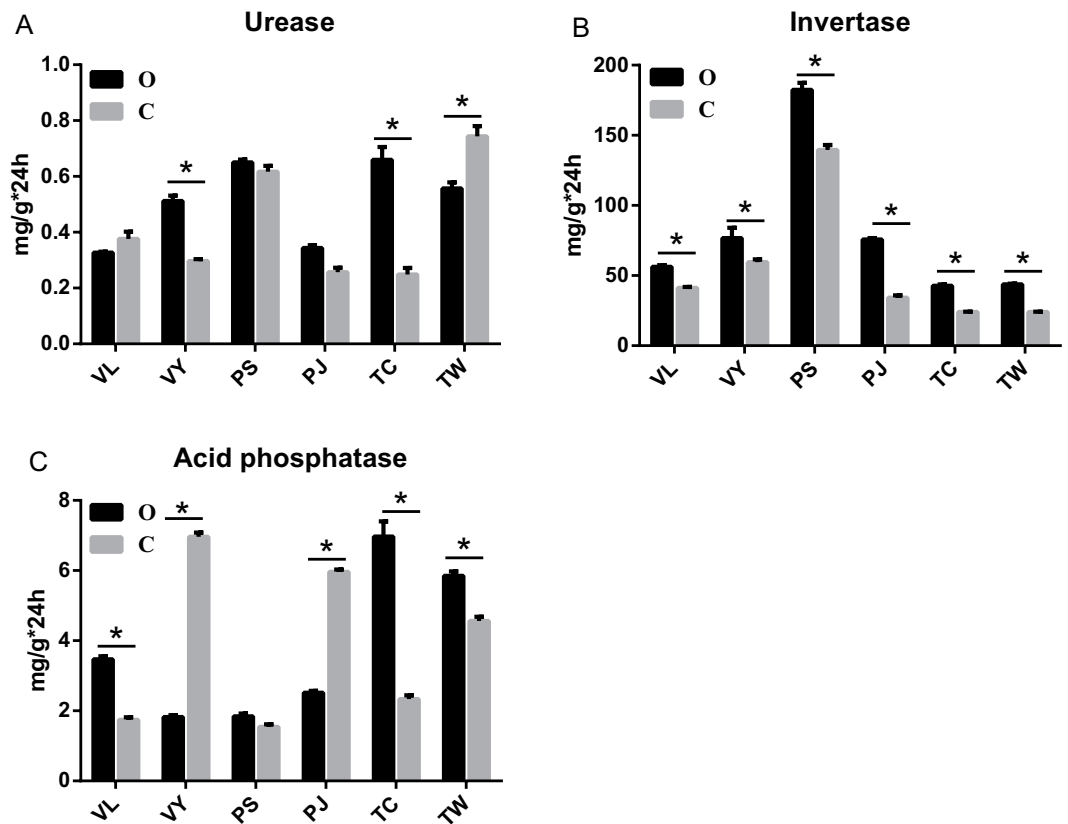 A
Urease
mg/g*24h
1.0
0.8
0.6
0.4
0.2
0.0
O
C
*
*
*
VL VY PS PJ TC TW
B
Invertase
mg/g*24h
200
150
100
50
0
O
C
*
*
*
*
*
*
VL VY PS PJ TC TW
C
Acid phosphatase
mg/g*24h
8
6
4
2
0
O
C
*
*
*
*
*
VL VY PS PJ TC TW